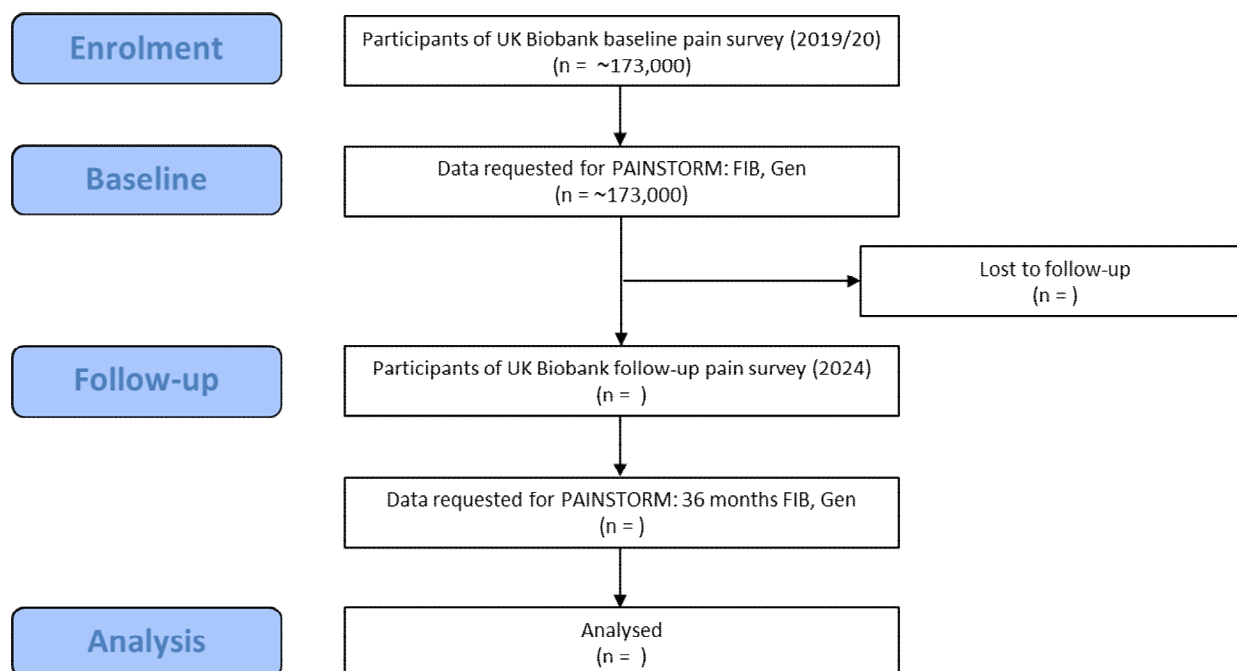 Enrolment
Participants of UK Biobank baseline pain survey (2019/20)
(n = ~173,000)
Baseline
Data requested for PAINSTORM: FIB, Gen
(n = ~173,000)
Lost to follow-up
(n = )
Follow-up
Participants of UK Biobank follow-up pain survey (2024)
(n = )
Data requested for PAINSTORM: 36 months FIB, Gen
(n = )
Analysis
Analysed
(n = )